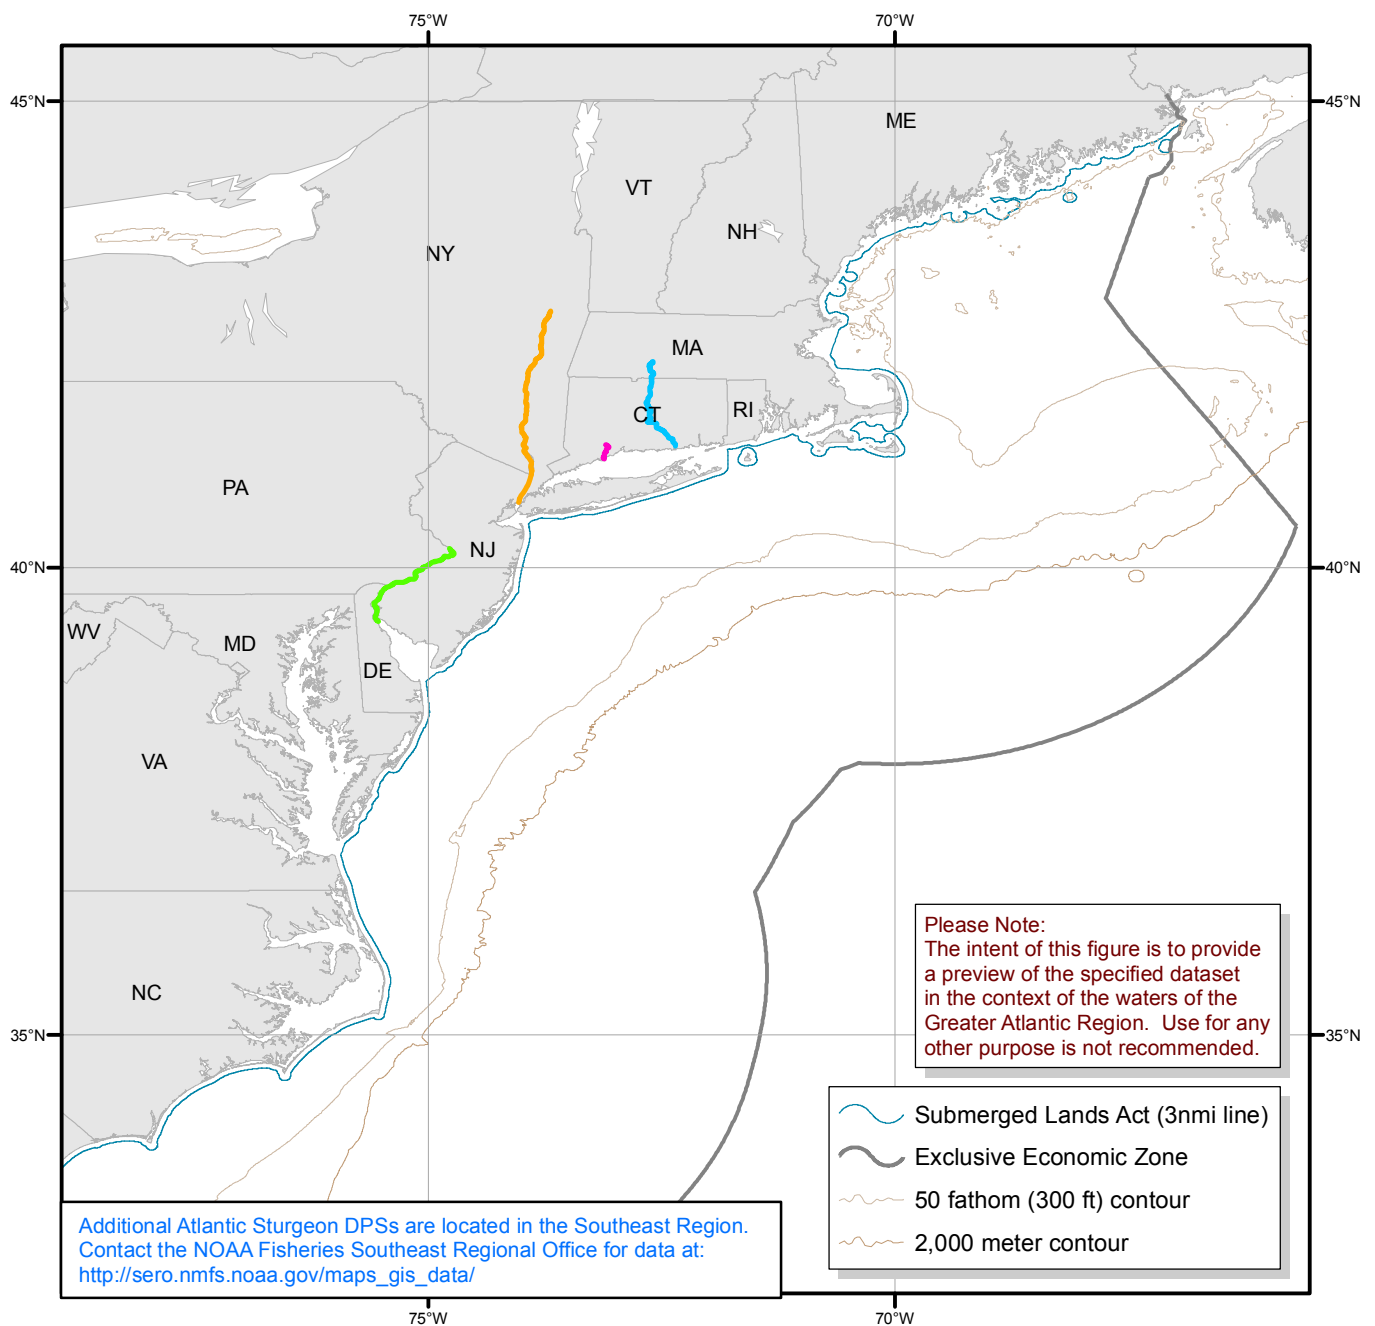 75°W
70°W
45°N
45°N
ME
VT
NH
NY
MA
CT
RI
PA
NJ
40°N
40°N
WV
MD
DE
VA
NC
35°N
35°N
Please Note:
The intent of this figure is to provide
a preview of the specified dataset
in the context of the waters of the
Greater Atlantic Region. Use for any
other purpose is not recommended.
Submerged Lands Act (3nmi line)
Exclusive Economic Zone
50 fathom (300 ft) contour
2,000 meter contour
Additional Atlantic Sturgeon DPSs are located in the Southeast Region.
Contact the NOAA Fisheries Southeast Regional Office for data at:
http://sero.nmfs.noaa.gov/maps_gis_data/
75°W
70°W